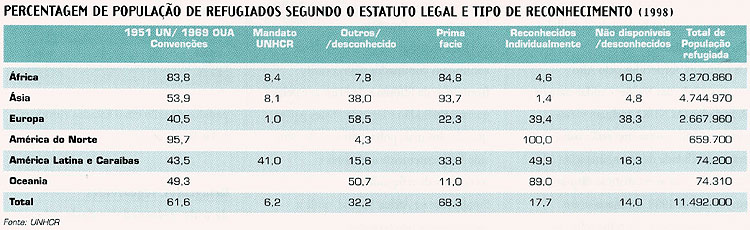 PERCENTAGEM DE POPULAÇÃO DE REFUGIADOS SEGUNDO O ESTATUTO LEGAL E TIPO DE RECONHECIMENTO (1998)
1951 UN/ 1969 OUA Mandato Outros/ Prime Reconhecidos Não disponíveis Total de
Convenções UNHCR /desconhecido facie Individualmente /desconhecidos População
refugiada
África 83,8 8,4 7,8 84,8 4,6 10,6 3.270.860
Ásia 53,9 8,1 38,0 93,7 1,4 4,8 4.744,970
Europa 40,5 1,0 58,5 22,3 39,4 38,3 2.667.960
América do Norte 95,7 4,3 100,0 659.700
América Latina e Caraíbas 43,5 41,0 15,6 33,8 49,9 16,3 74.200
Oceania 49,3 50,7 11,0 89,0 74.310
Total 61,6 6,2 32,2 68,3 17,7 14,0 11.492.000
Fonte: UNHCR